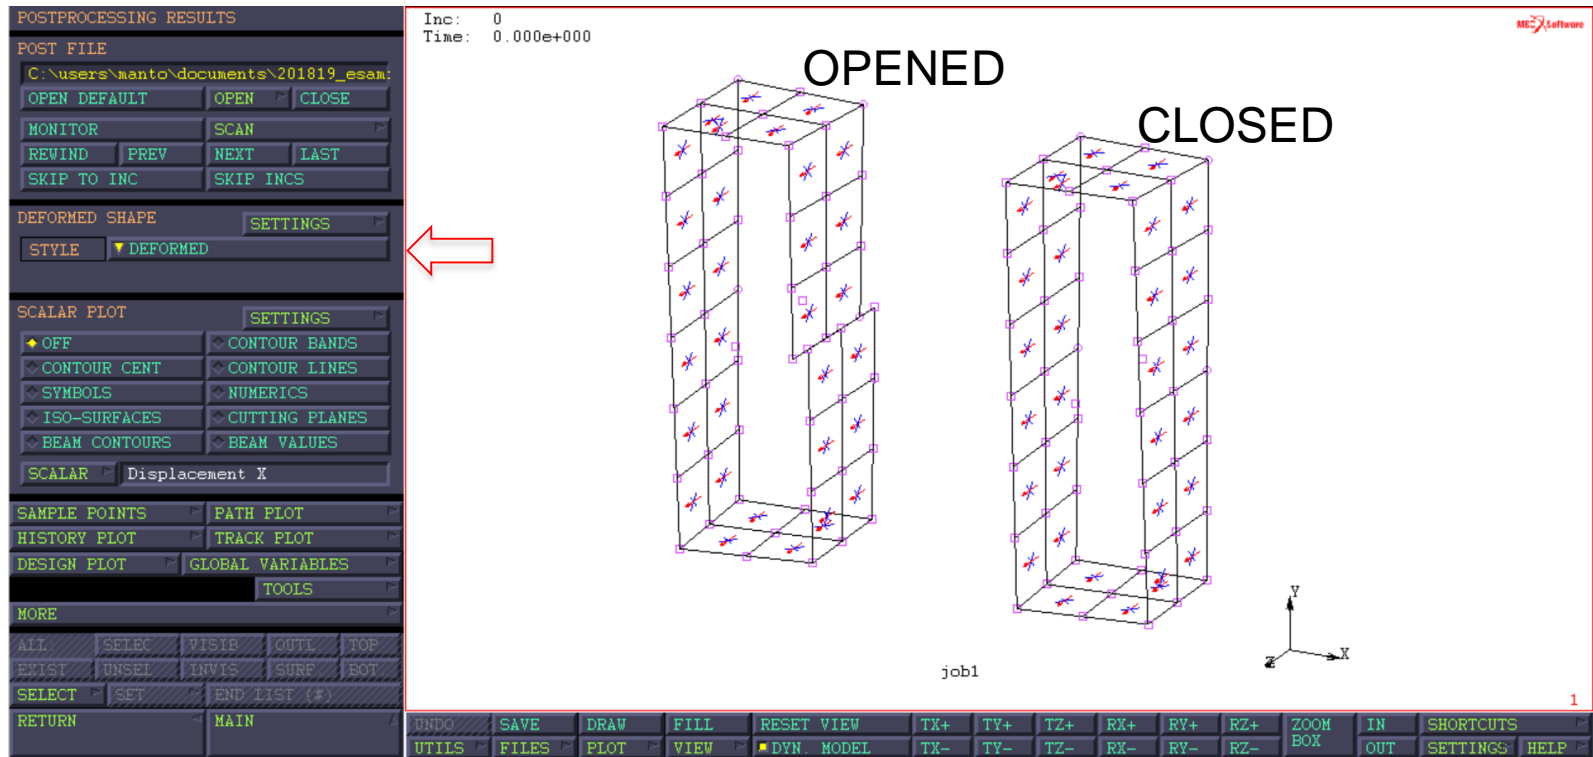 POSTPROCESSING RESULTS
POST FILE
C:\users\manto\documents\201819_esam:
OPEN DEFAULT OPEN CLOSE
MONITOR SCAN
REWIND PREV NEXT LAST
SKIP TO INC SKIP INCS
DEFORMED SHAPE SETTINGS
STYLE DEFORMED
SCALAR PLOT SETTINGS
OFF CONTOUR BANDS
CONTOUR CENT CONTOUR LINES
SYMBOLS NUMERICS
ISO-SURFACES CUTTING PLANES
BEAM CONTOURS BEAM VALUES
SCALAR Displacement X
SAMPLE POINTS PATH PLOT
HISTORY PLOT TRACK PLOT
DESIGN PLOT GLOBAL VARIABLES
TOOLS
MORE
ALL: SELEC VISIB OUTL TOP
EXIST UNSEL INVIS SURF BOT
SELECT SET END LIST (#)
RETURN MAIN
Inc: 0
Time: 0.000e+000
MSC Software
OPENED
CLOSED
Y
X
Z
job1
1
UNDO SAVE DRAW FILL RESET VIEW TX+ TY+ TZ+ RX+ RY+ RZ+ ZOOM BOX IN SHORTCUTS
UTILS FILES PLOT VIEW DYN. MODEL TX- TY- TZ- RX- RY- RZ- OUT SETTINGS HELP